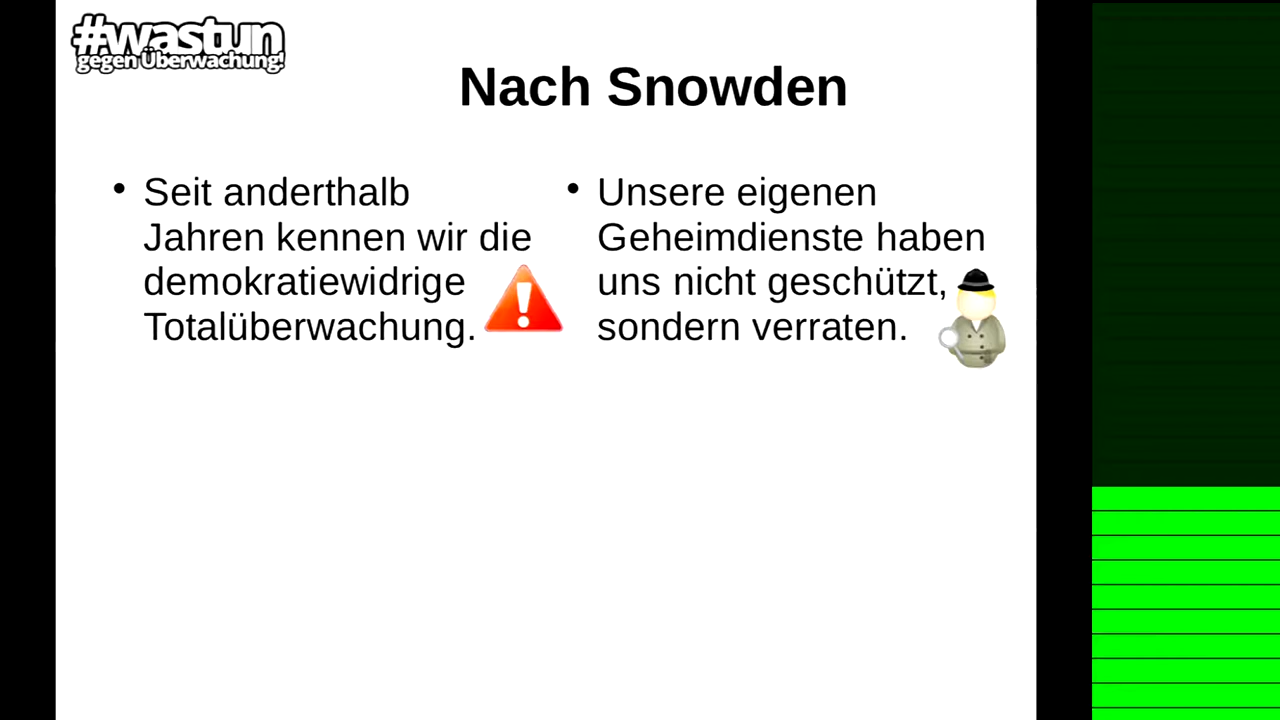 #wastun
gegen Überwachung!
Nach Snowden
• Seit anderthalb
Jahren kennen wir die
demokratiewidrige
Totalüberwachung.
• Unsere eigenen
Geheimdienste haben
uns nicht geschützt,
sondern verraten.